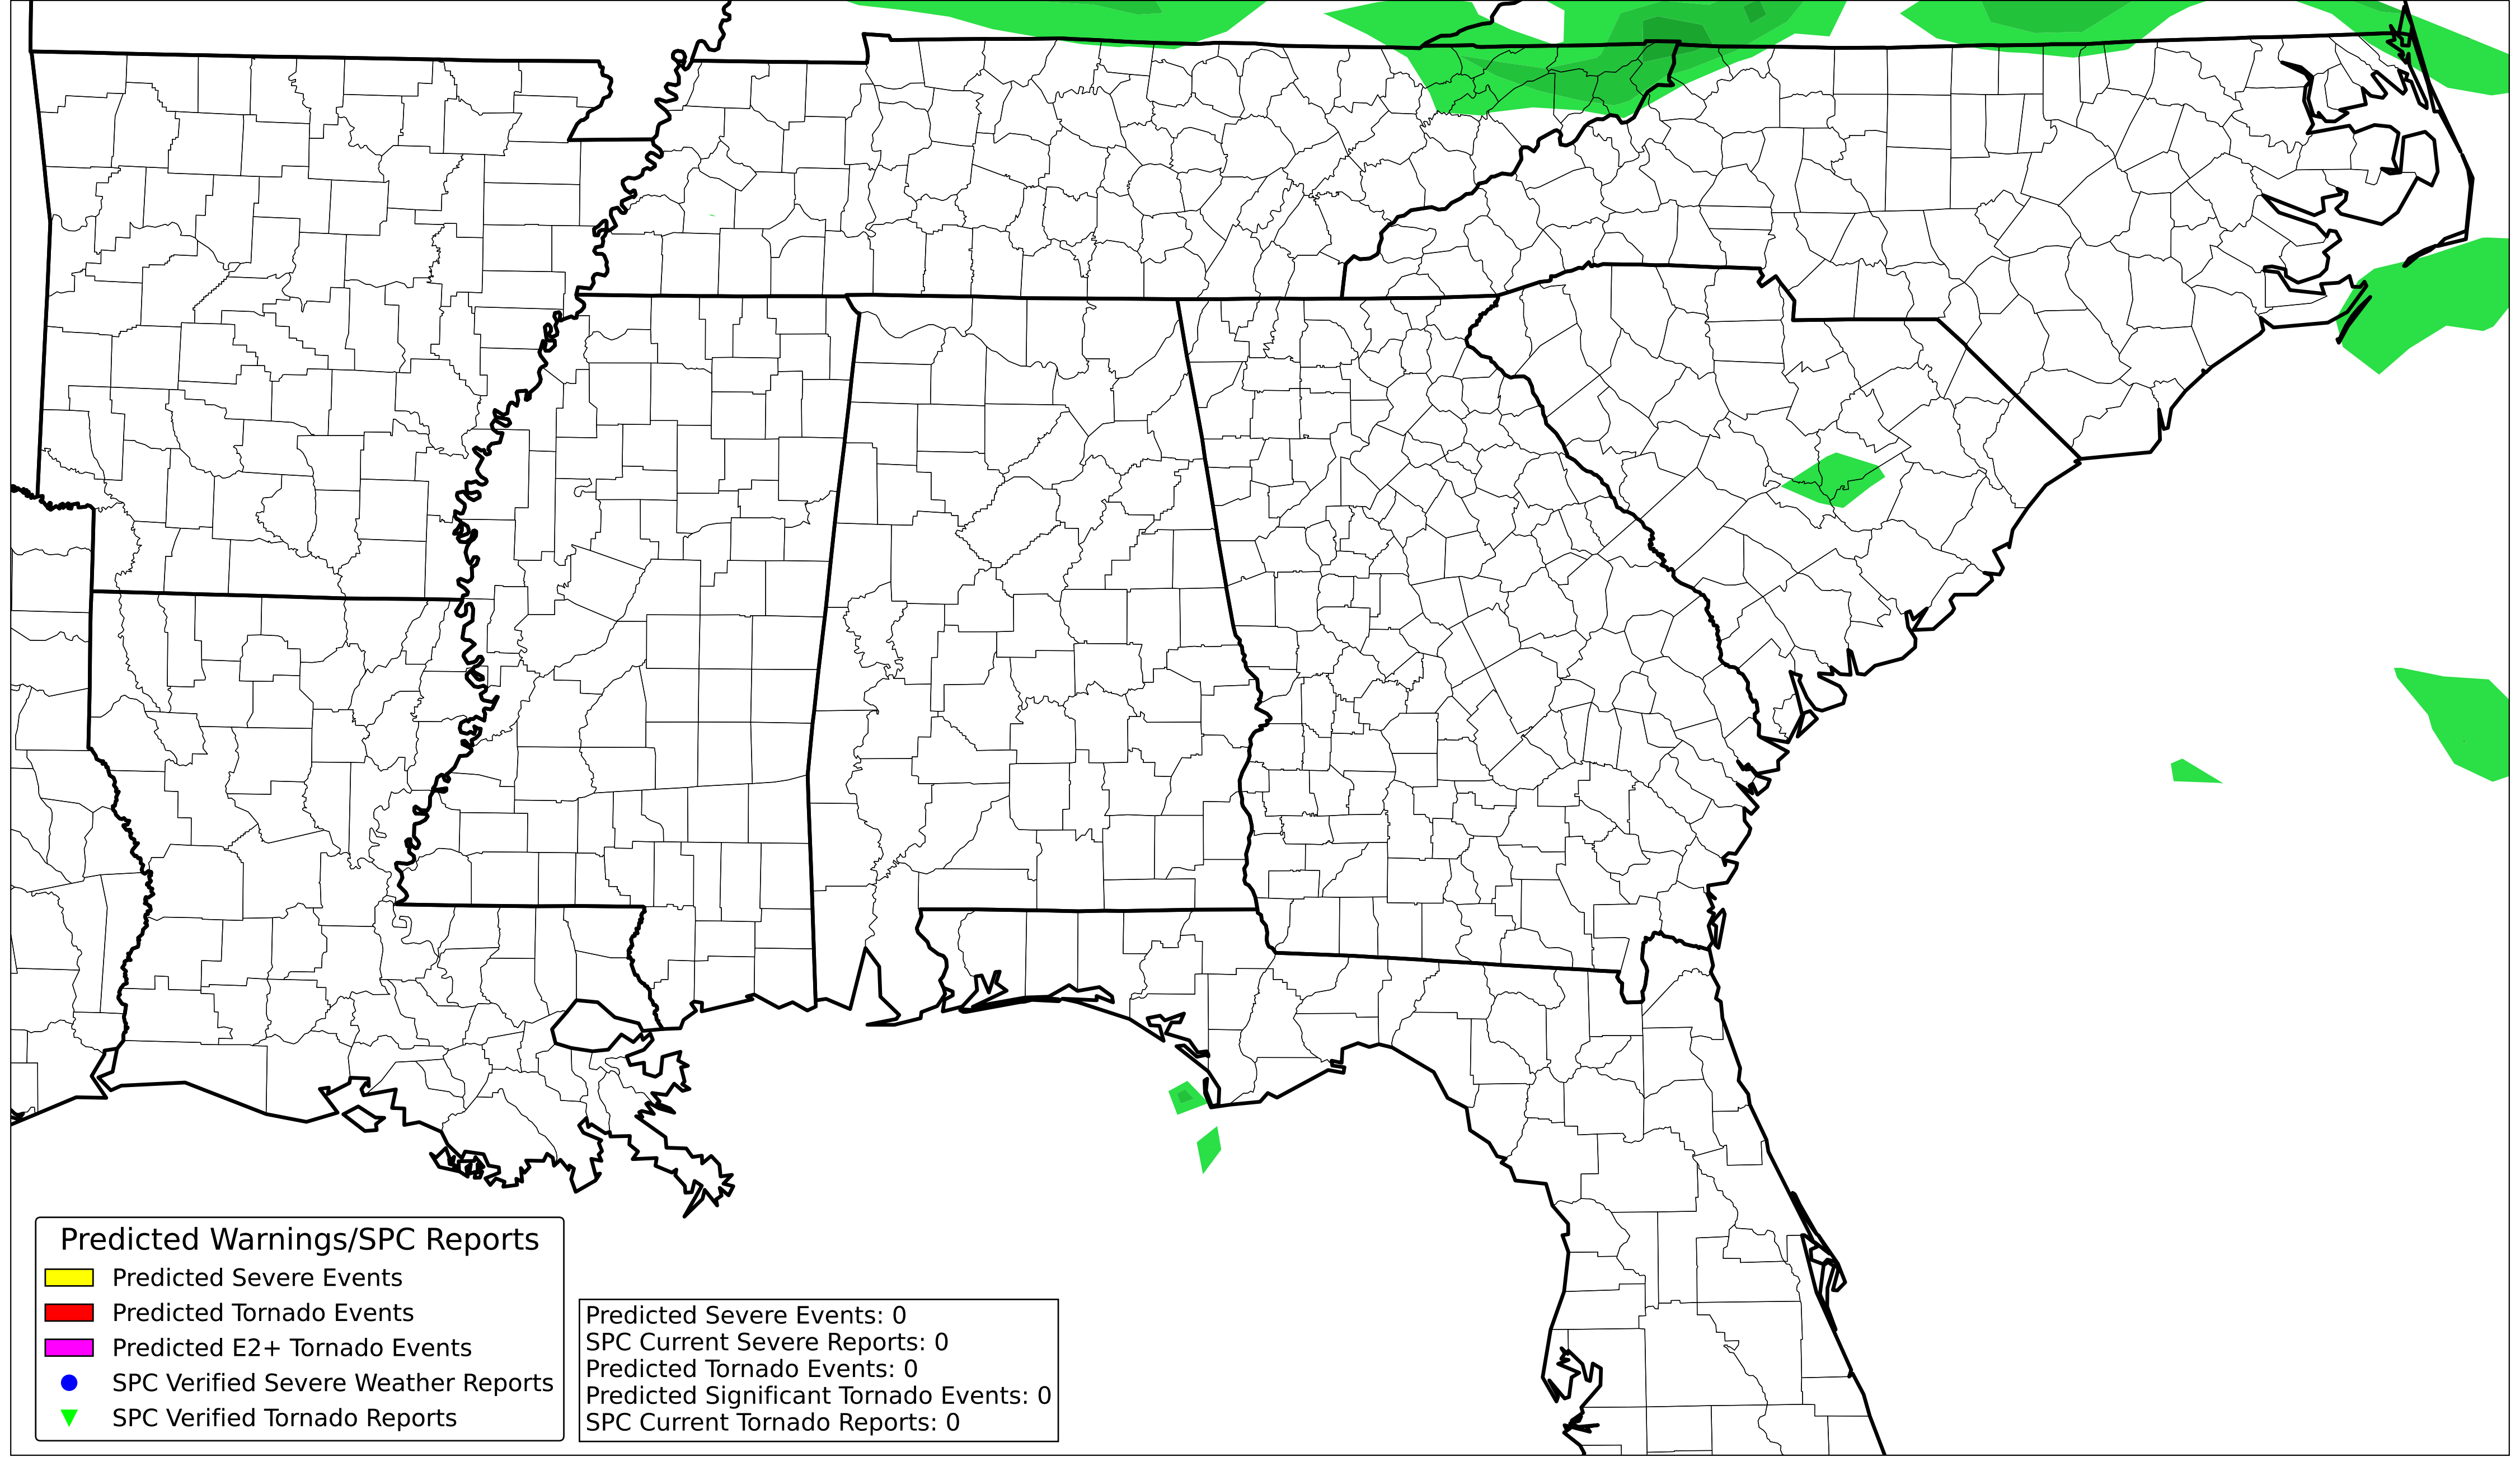 Predicted Warnings/SPC Reports
Predicted Severe Events
Predicted Tornado Events
Predicted E2+ Tornado Events
SPC Verified Severe Weather Reports
SPC Verified Tornado Reports
Predicted Severe Events: 0
SPC Current Severe Reports: 0
Predicted Tornado Events: 0
Predicted Significant Tornado Events: 0
SPC Current Tornado Reports: 0